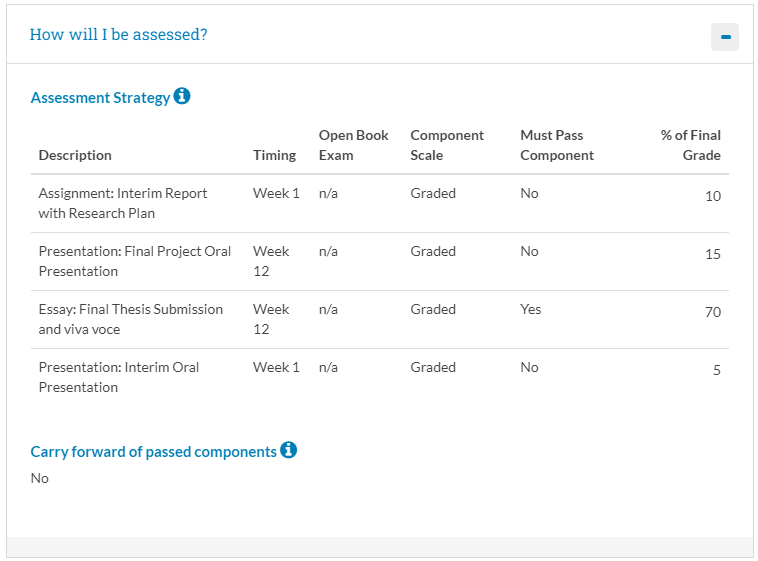 How will I be assessed?
Assessment Strategy
Description Timing Open Book Exam Component Scale Must Pass Component % of Final Grade
Assignment: Interim Report with Research Plan Week 1 n/a Graded No 10
Presentation: Final Project Oral Presentation Week 12 n/a Graded No 15
Essay: Final Thesis Submission and viva voce Week 12 n/a Graded Yes 70
Presentation: Interim Oral Presentation Week 1 n/a Graded No 5
Carry forward of passed components
No